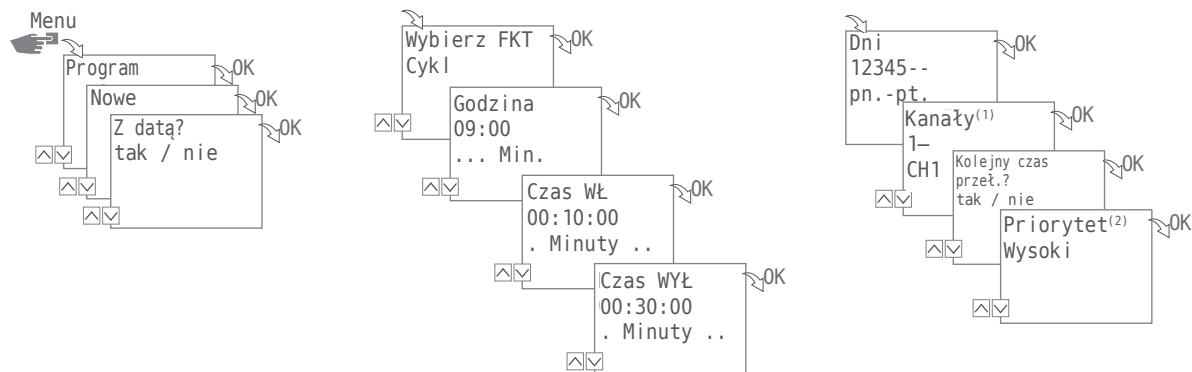 Menu
Program
OK
Nowe
OK
Z datą?
OK
tak / nie
Wybierz FKT
OK
Cykl
Godzina
OK
09:00
... Min.
Czas WŁ
OK
00:10:00
. Minuty ..
Czas WYŁ
OK
00:30:00
. Minuty ..
Dni
OK
12345--
pn.-pt.
Kanały(1)
OK
1—
CH1
Kolejny czas
OK
przeł.?
tak / nie
Priorytet(2)
OK
Wysoki